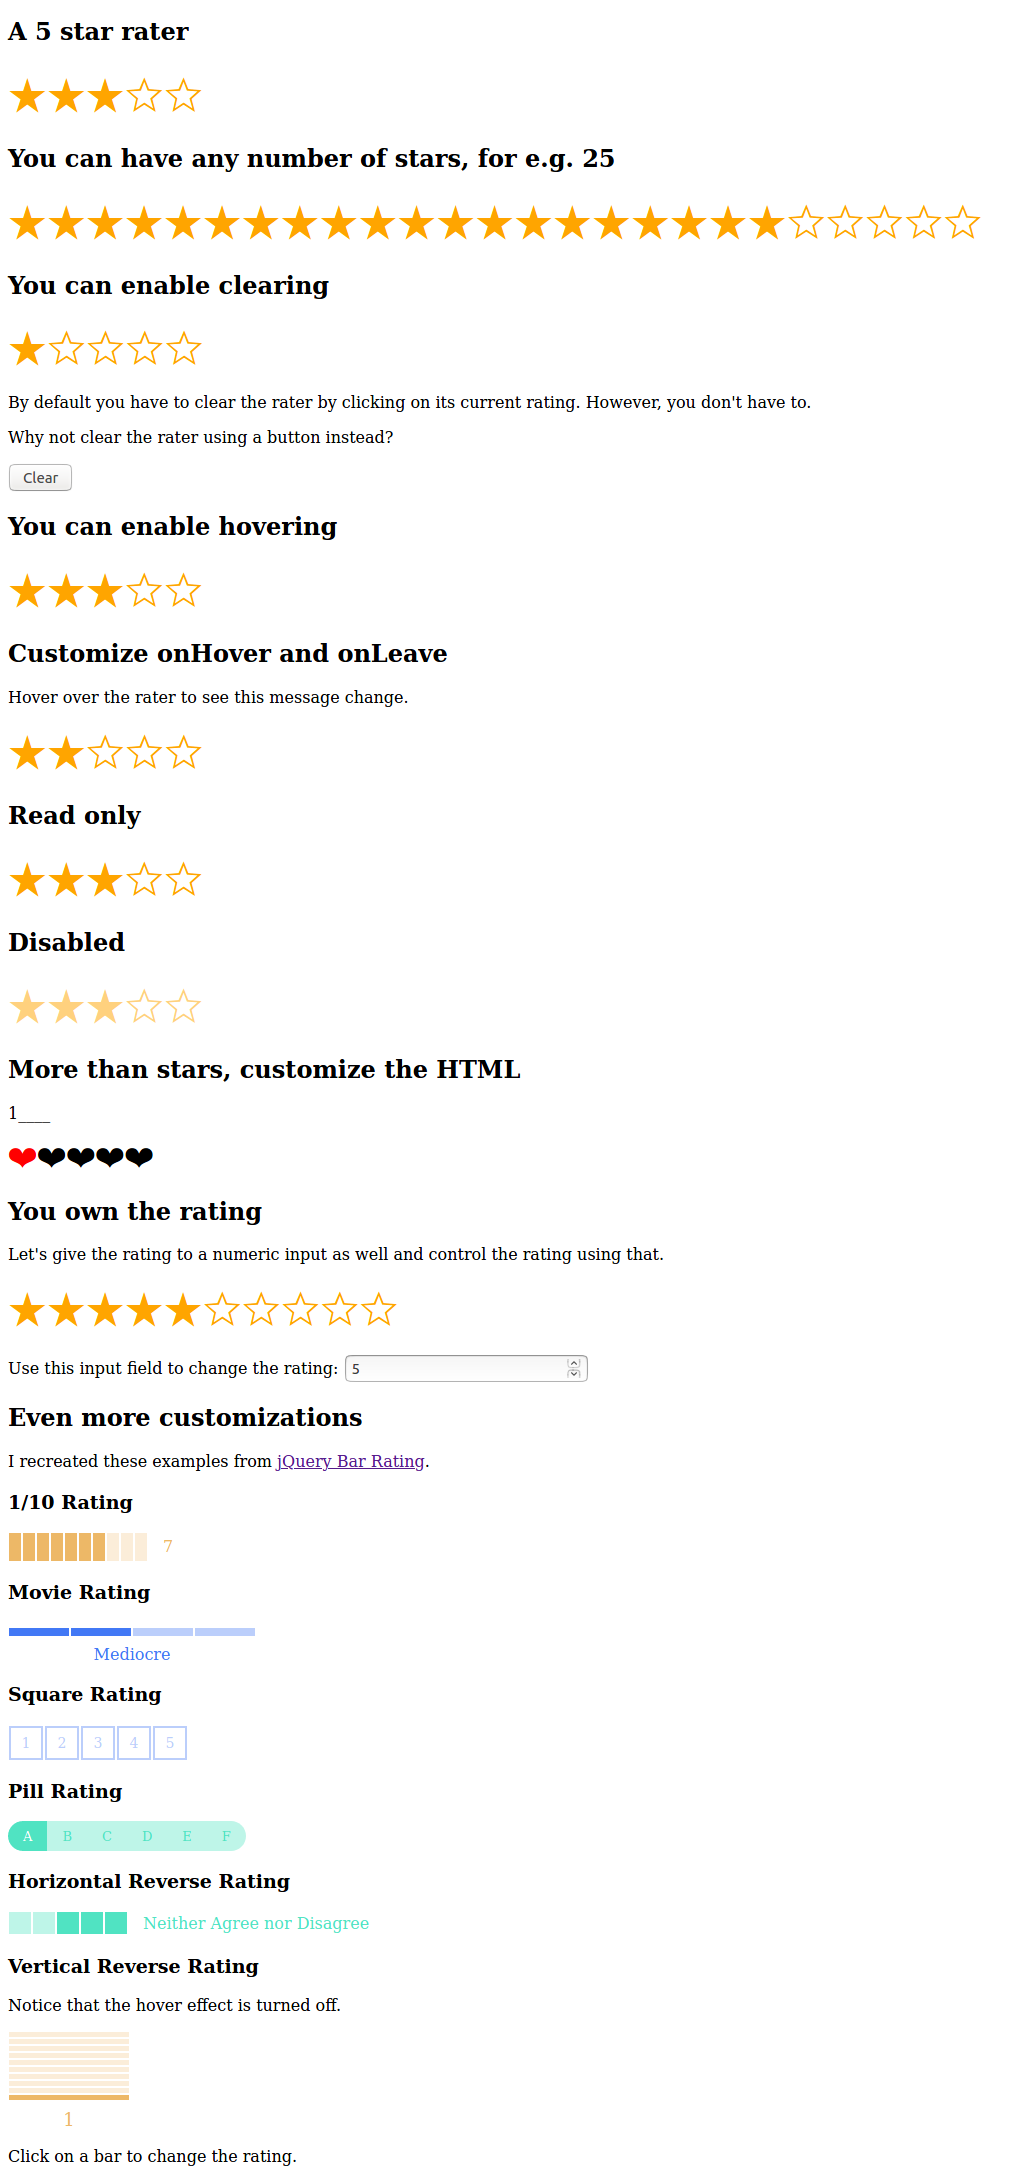 A 5 star rater
★★★☆☆
You can have any number of stars, for e.g. 25
★★★★★★★★★★★★★★★★★★★★☆☆☆☆☆
You can enable clearing
★☆☆☆☆
By default you have to clear the rater by clicking on its current rating. However, you don't have to.
Why not clear the rater using a button instead?
Clear
You can enable hovering
★★★☆☆
Customize onHover and onLeave
Hover over the rater to see this message change.
★★☆☆☆
Read only
★★★☆☆
Disabled
★★★☆☆
More than stars, customize the HTML
1____
❤❤❤❤❤
You own the rating
Let's give the rating to a numeric input as well and control the rating using that.
★★★★★☆☆☆☆☆
Use this input field to change the rating: 5
Even more customizations
I recreated these examples from jQuery Bar Rating.
1/10 Rating
7
Movie Rating
Mediocre
Square Rating
1 2 3 4 5
Pill Rating
A B C D E F
Horizontal Reverse Rating
Neither Agree nor Disagree
Vertical Reverse Rating
Notice that the hover effect is turned off.
1
Click on a bar to change the rating.